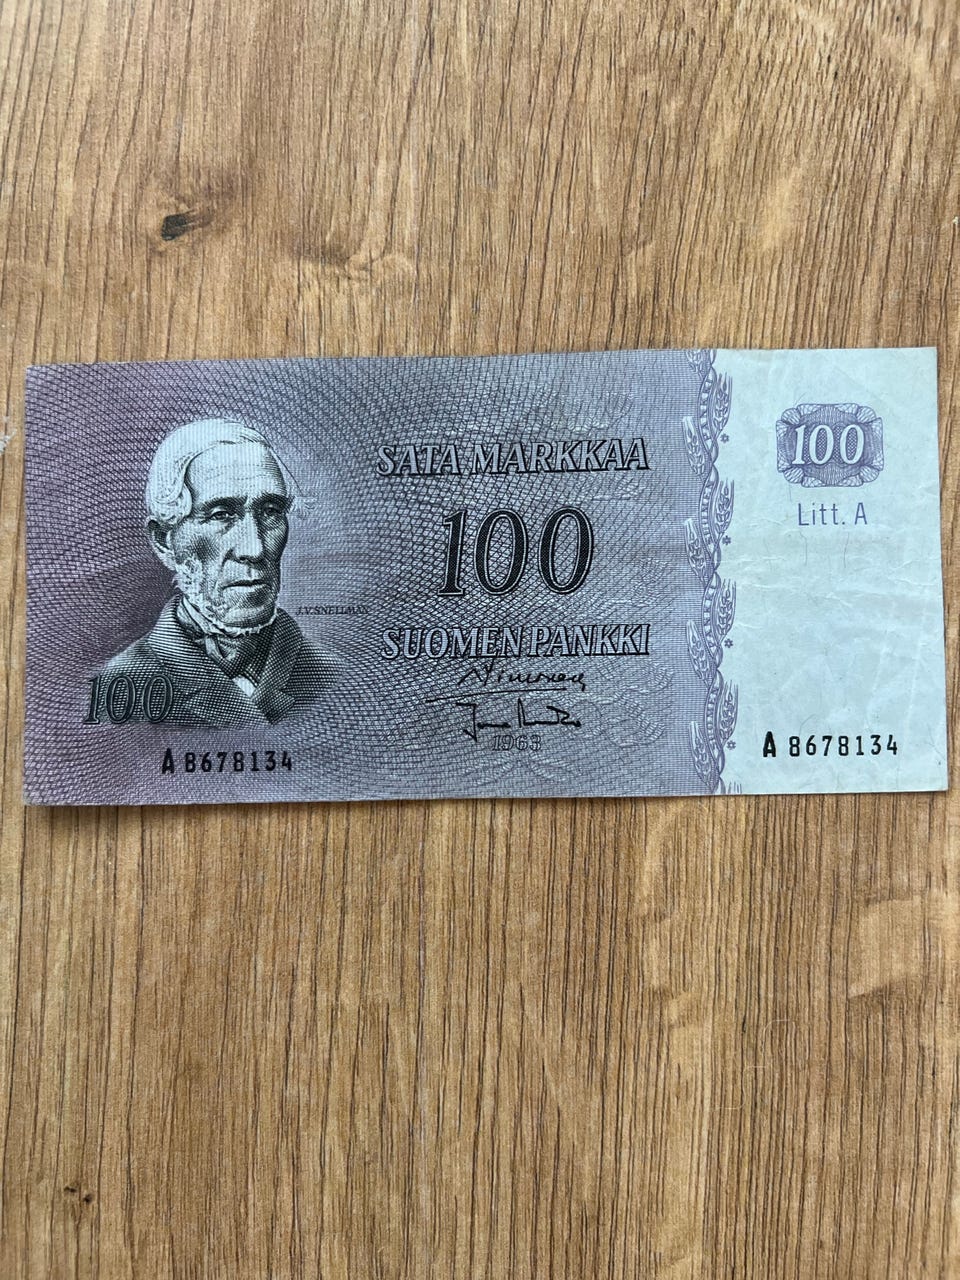 SATA MARKKAA
100
SUOMEN PANKKI
1963
J.V. SNELLMAN
100
A 8678134
100
Litt. A
A 8678134